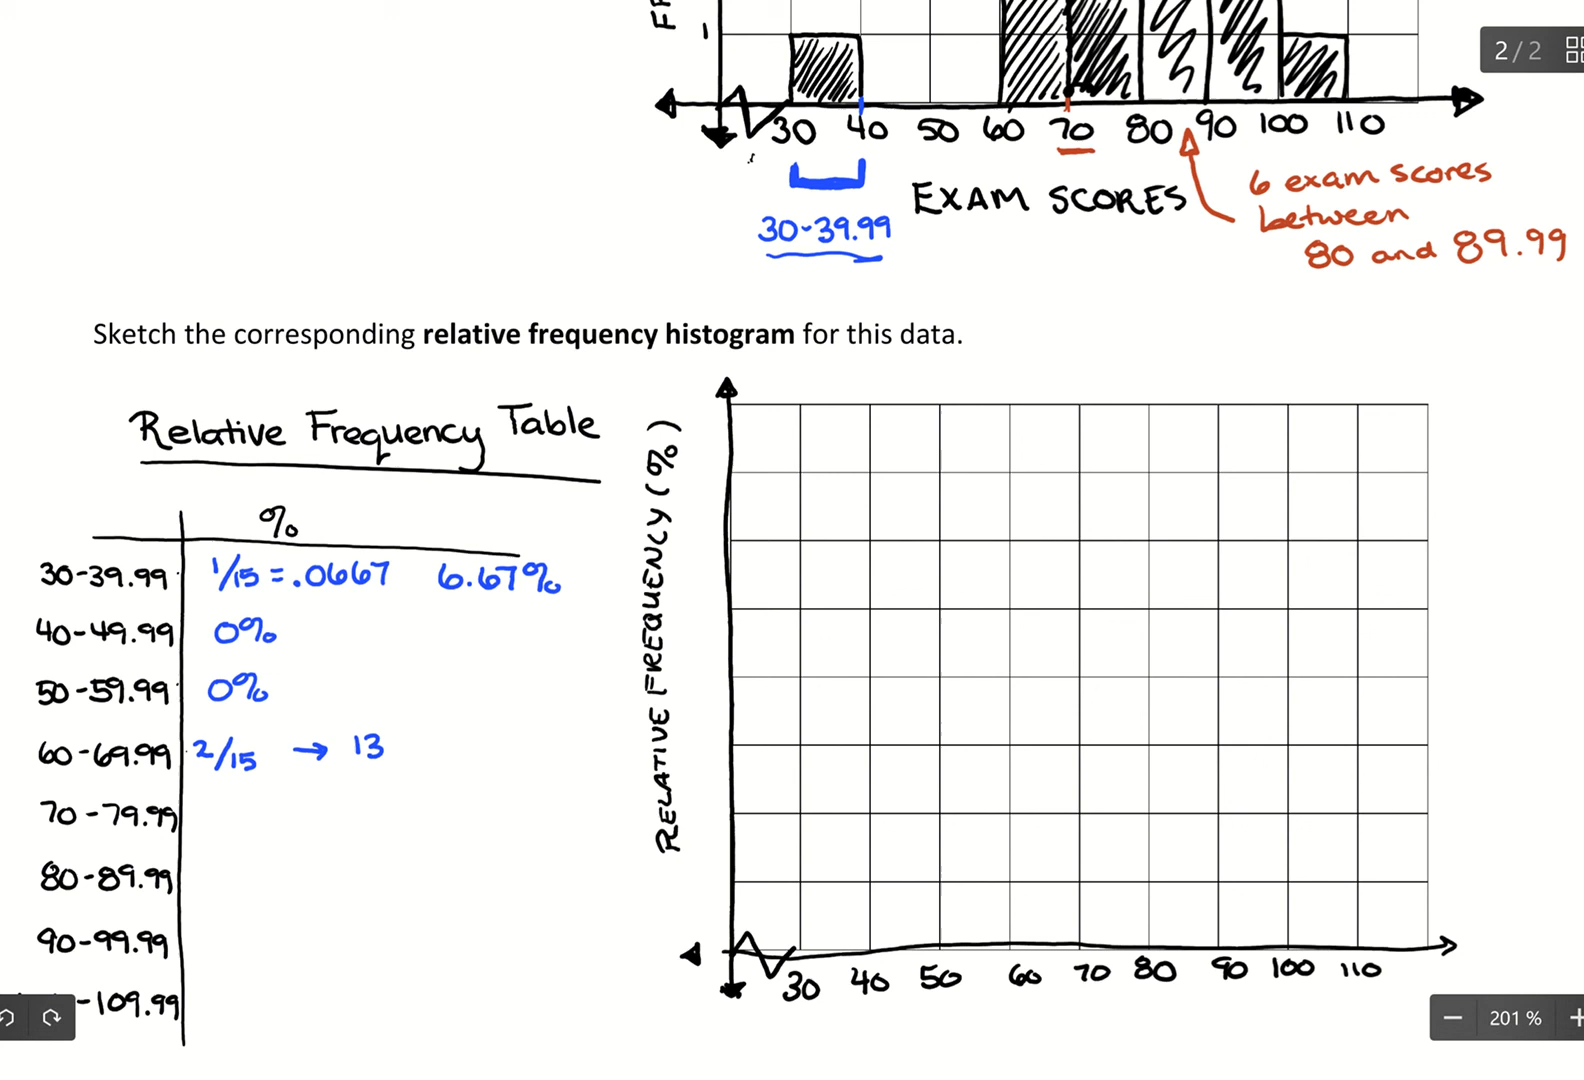 FR
1
2 / 2
30 40 50 60 70 80 90 100 110
30-39.99
EXAM SCORES
6 exam scores
between
80 and 89.99
Sketch the corresponding relative frequency histogram for this data.
Relative Frequency Table
%
30-39.99 1/15 = .0667 6.67%
40-49.99 0%
50-59.99 0%
60-69.99 2/15 → 13
70-79.99
80-89.99
90-99.99
-109.99
RELATIVE FREQUENCY (%)
30 40 50 60 70 80 90 100 110
201 %